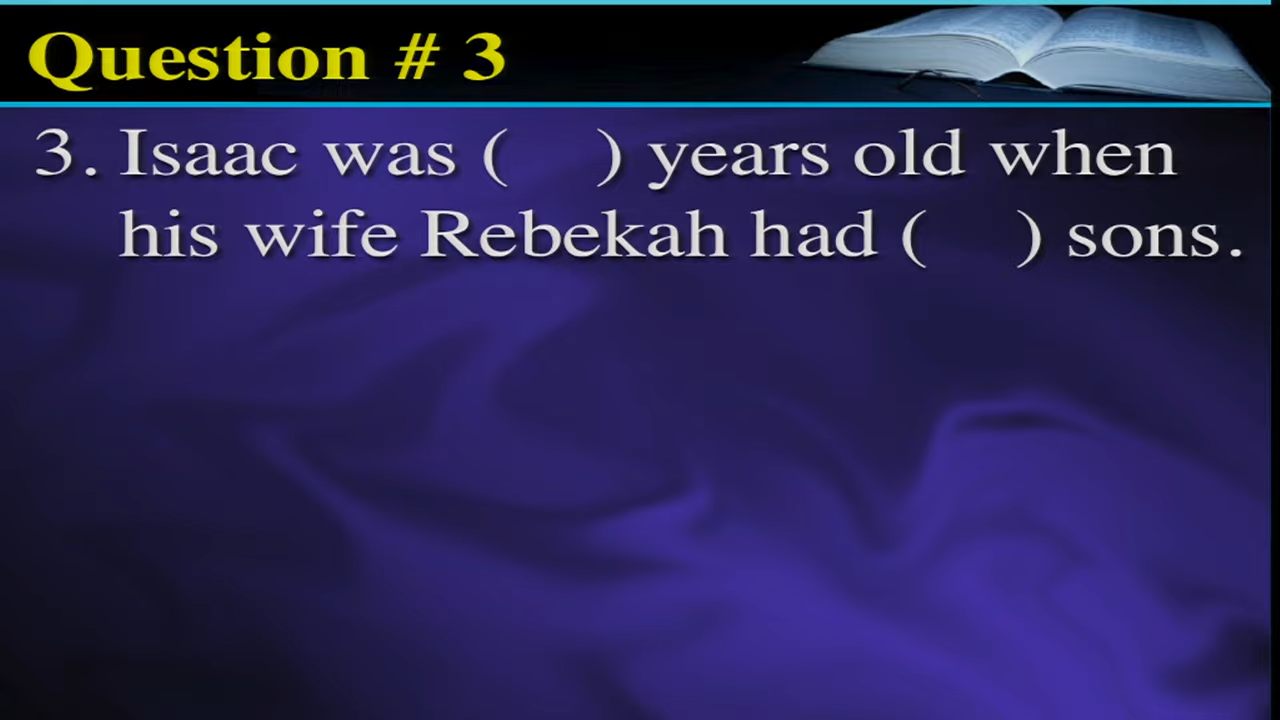 Question # 3
3. Isaac was (    ) years old when
his wife Rebekah had (    ) sons.